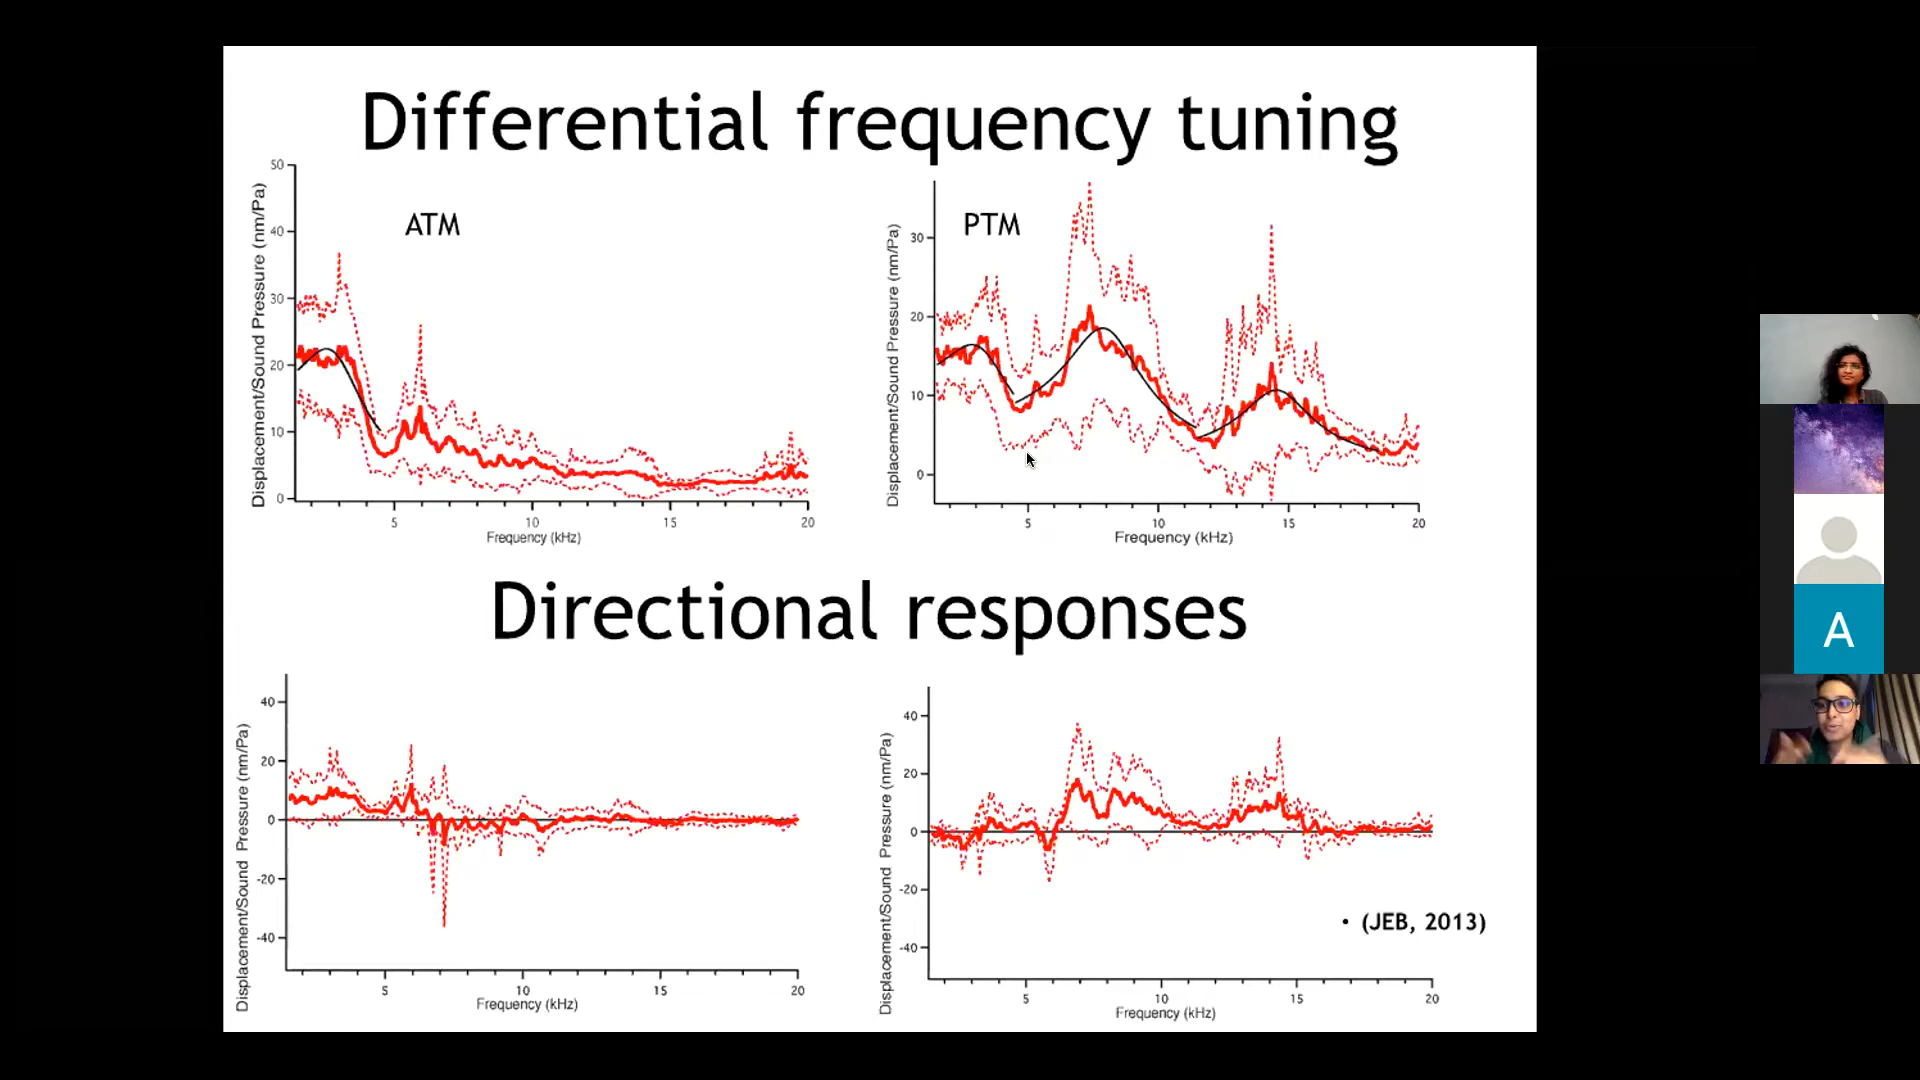 Differential frequency tuning
ATM
Displacement/Sound Pressure (nm/Pa)
50
40
30
20
10
0
5 10 15 20
Frequency (kHz)
PTM
Displacement/Sound Pressure (nm/Pa)
30
20
10
0
5 10 15 20
Frequency (kHz)
Directional responses
Displacement/Sound Pressure (nm/Pa)
40
20
0
-20
-40
5 10 15 20
Frequency (kHz)
Displacement/Sound Pressure (nm/Pa)
40
20
0
-20
-40
5 10 15 20
Frequency (kHz)
• (JEB, 2013)
A